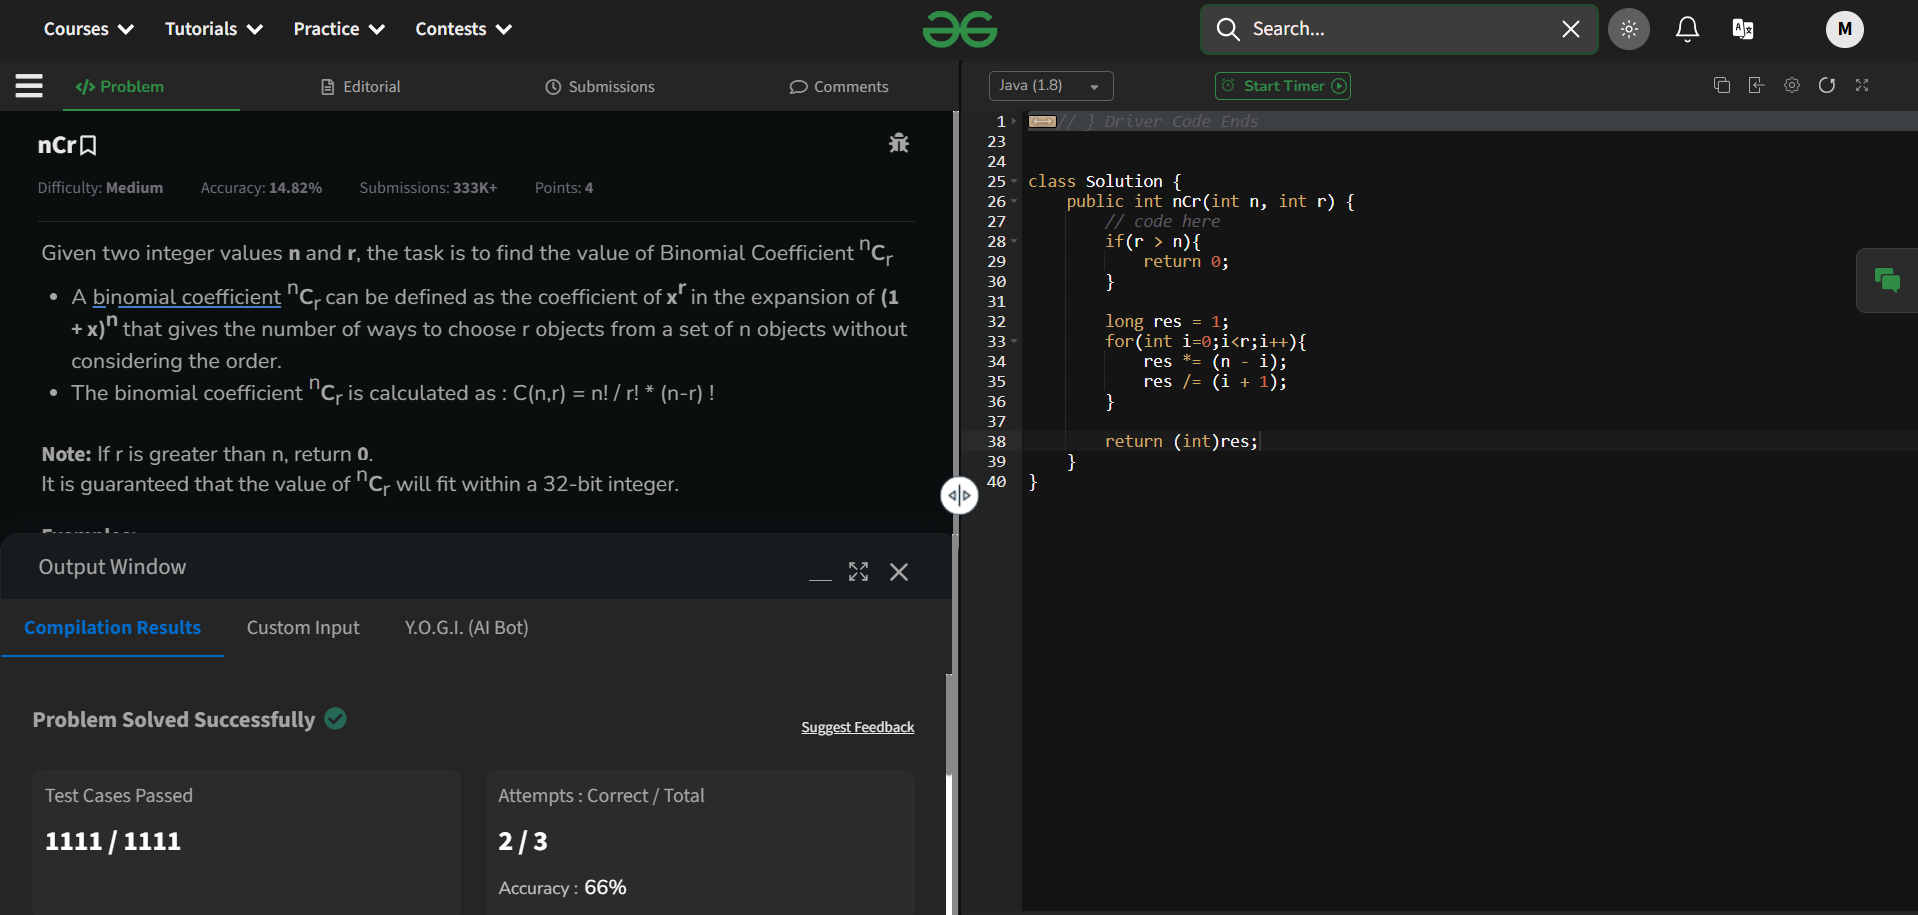 Courses Tutorials Practice Contests Search... M
Problem Editorial Submissions Comments
Java (1.8) Start Timer
nCr
Difficulty: Medium Accuracy: 14.82% Submissions: 333K+ Points: 4
Given two integer values n and r, the task is to find the value of Binomial Coefficient nCr
• A binomial coefficient nCr can be defined as the coefficient of x^r in the expansion of (1
+ x)^n that gives the number of ways to choose r objects from a set of n objects without
considering the order.
• The binomial coefficient nCr is calculated as : C(n,r) = n! / r! * (n-r) !
Note: If r is greater than n, return 0.
It is guaranteed that the value of nCr will fit within a 32-bit integer.
Output Window
Compilation Results Custom Input Y.O.G.I. (AI Bot)
Problem Solved Successfully
Suggest Feedback
Test Cases Passed
1111 / 1111
Attempts : Correct / Total
2 / 3
Accuracy : 66%
1 // } Driver Code Ends
23
24
25 class Solution {
26 public int nCr(int n, int r) {
27 // code here
28 if(r > n){
29 return 0;
30 }
31
32 long res = 1;
33 for(int i=0;i<r;i++){
34 res *= (n - i);
35 res /= (i + 1);
36 }
37
38 return (int)res;
39 }
40 }